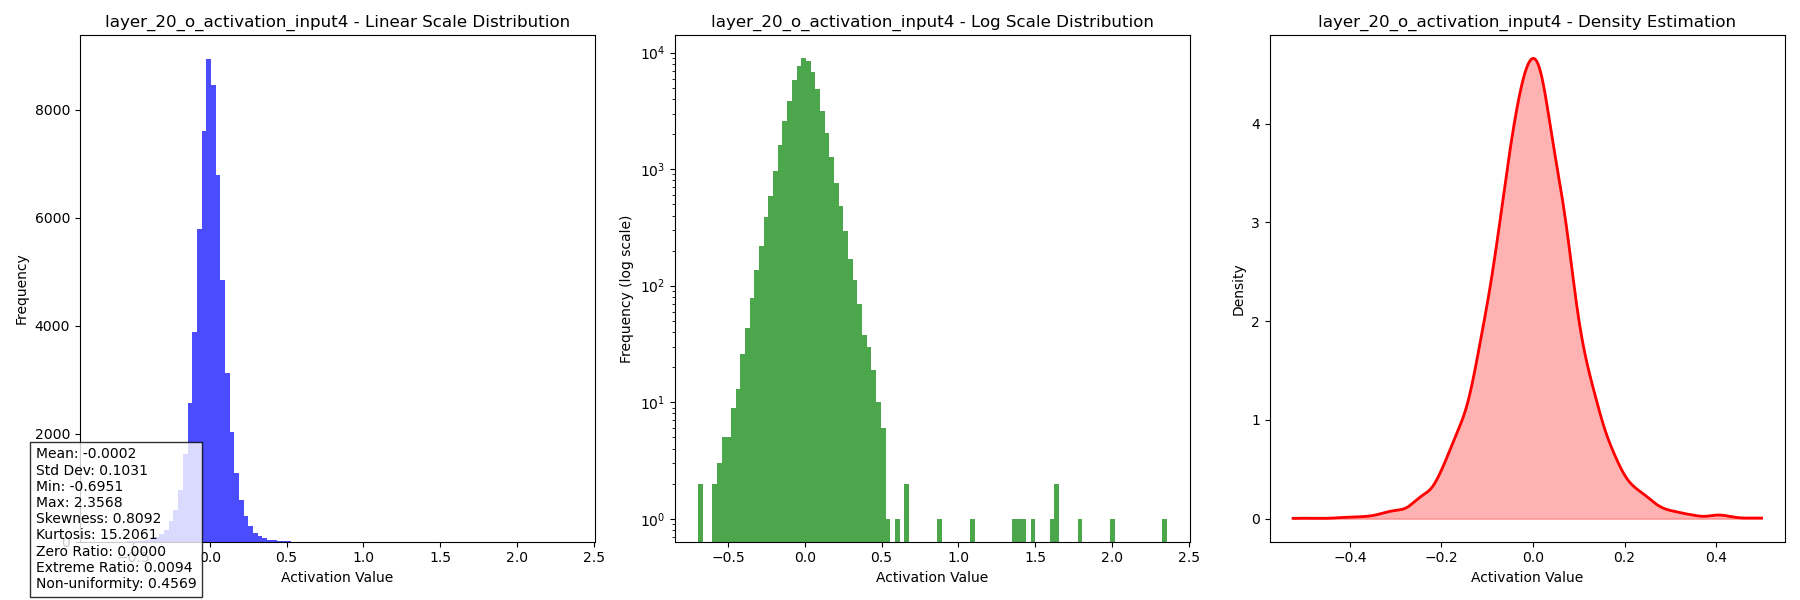 layer_20_o_activation_input4 - Linear Scale Distribution
Frequency
8000
6000
4000
2000
0.0
0.5
1.0
1.5
2.0
2.5
Activation Value
Mean: -0.0002
Std Dev: 0.1031
Min: -0.6951
Max: 2.3568
Skewness: 0.8092
Kurtosis: 15.2061
Zero Ratio: 0.0000
Extreme Ratio: 0.0094
Non-uniformity: 0.4569
layer_20_o_activation_input4 - Log Scale Distribution
Frequency (log scale)
10⁴
10³
10²
10¹
10⁰
−0.5
0.0
0.5
1.0
1.5
2.0
2.5
Activation Value
layer_20_o_activation_input4 - Density Estimation
Density
4
3
2
1
0
−0.4
−0.2
0.0
0.2
0.4
Activation Value